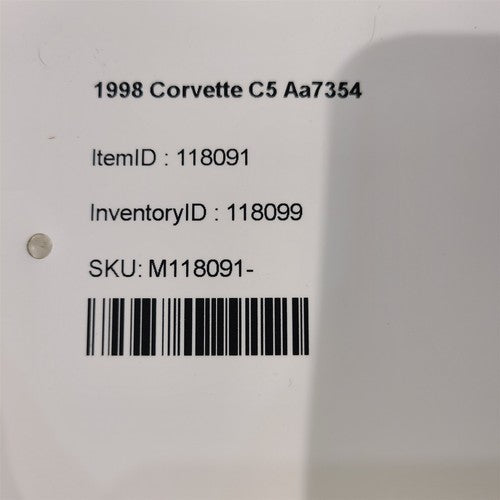 1998 Corvette C5 Aa7354
ItemID : 118091
InventoryID : 118099
SKU: M118091-